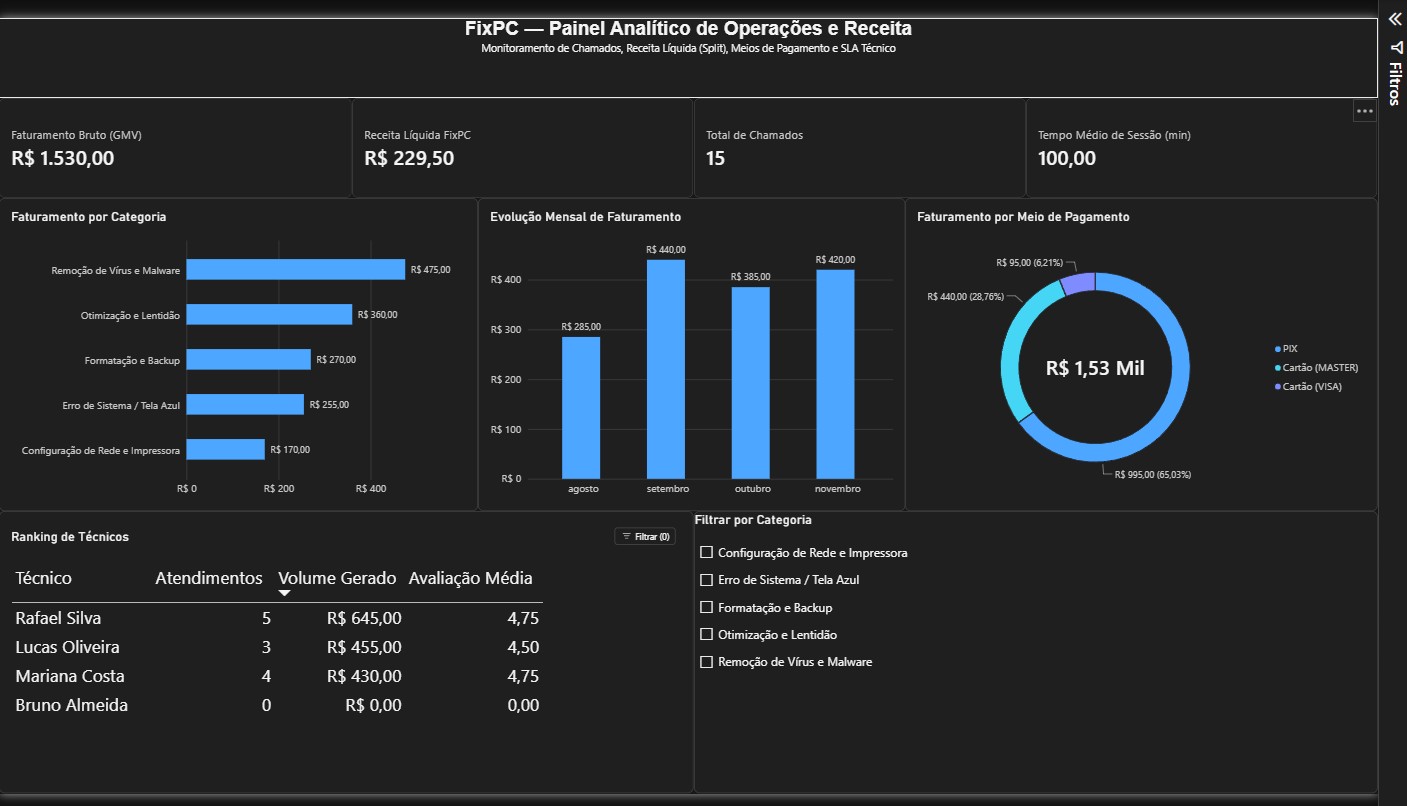 FixPC — Painel Analítico de Operações e Receita
Monitoramento de Chamados, Receita Líquida (Split), Meios de Pagamento e SLA Técnico
Filtros
Faturamento Bruto (GMV)
R$ 1.530,00
Receita Líquida FixPC
R$ 229,50
Total de Chamados
15
Tempo Médio de Sessão (min)
100,00
Faturamento por Categoria
Remoção de Vírus e Malware
R$ 475,00
Otimização e Lentidão
R$ 360,00
Formatação e Backup
R$ 270,00
Erro de Sistema / Tela Azul
R$ 255,00
Configuração de Rede e Impressora
R$ 170,00
R$ 0
R$ 200
R$ 400
Evolução Mensal de Faturamento
R$ 400
R$ 300
R$ 200
R$ 100
R$ 0
R$ 285,00
R$ 440,00
R$ 385,00
R$ 420,00
agosto
setembro
outubro
novembro
Faturamento por Meio de Pagamento
R$ 95,00 (6,21%)
R$ 440,00 (28,76%)
R$ 1,53 Mil
R$ 995,00 (65,03%)
PIX
Cartão (MASTER)
Cartão (VISA)
Ranking de Técnicos
Filtrar (0)
Técnico Atendimentos Volume Gerado Avaliação Média
Rafael Silva 5 R$ 645,00 4,75
Lucas Oliveira 3 R$ 455,00 4,50
Mariana Costa 4 R$ 430,00 4,75
Bruno Almeida 0 R$ 0,00 0,00
Filtrar por Categoria
Configuração de Rede e Impressora
Erro de Sistema / Tela Azul
Formatação e Backup
Otimização e Lentidão
Remoção de Vírus e Malware